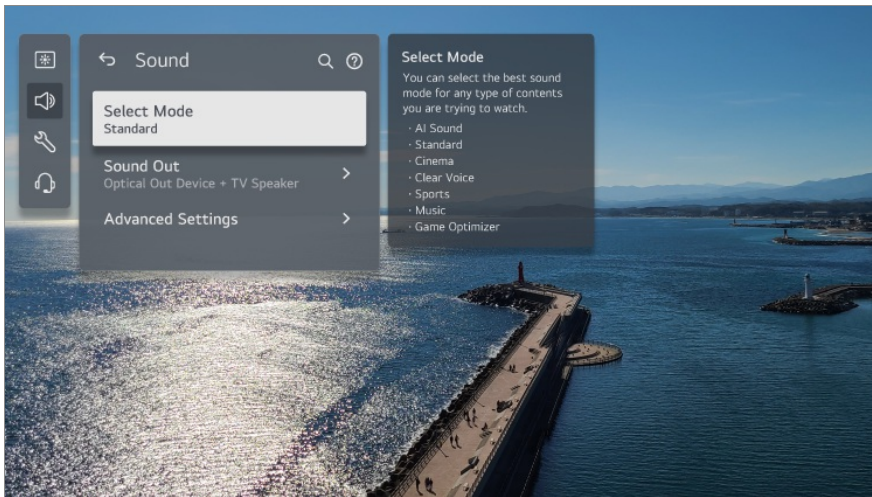 Sound
Select Mode
Standard
Sound Out
Optical Out Device + TV Speaker
Advanced Settings
Select Mode
You can select the best sound
mode for any type of contents
you are trying to watch.
· AI Sound
· Standard
· Cinema
· Clear Voice
· Sports
· Music
· Game Optimizer